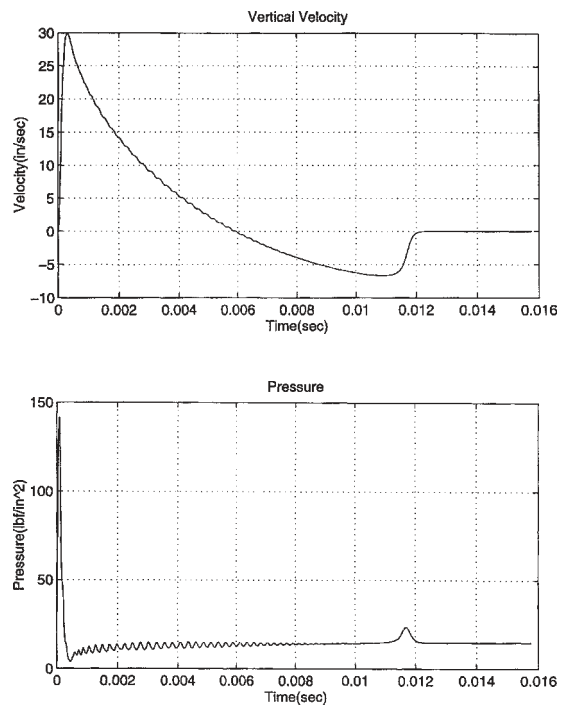 Vertical Velocity
30
25
20
15
10
5
0
−5
−10
Velocity(in/sec)
0 0.002 0.004 0.006 0.008 0.01 0.012 0.014 0.016
Time(sec)
Pressure
150
100
50
0
Pressure(lbf/in^2)
0 0.002 0.004 0.006 0.008 0.01 0.012 0.014 0.016
Time(sec)